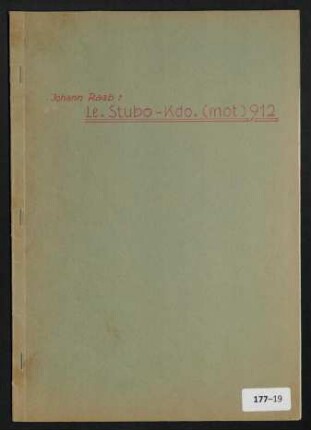 Johann Raab:
Le. Stubo-Kdo. (mot) 912
177-19